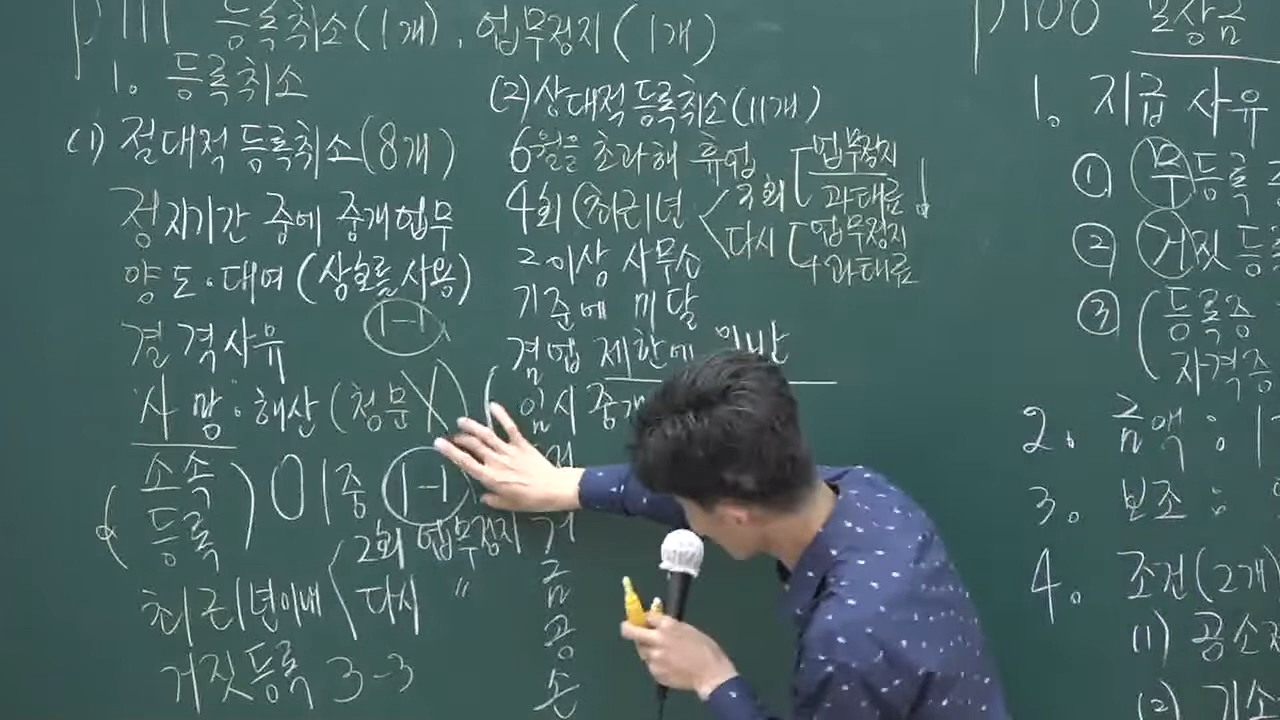 p 111 등록취소(1개), 업무정지(1개)
1. 등록취소
(1) 절대적 등록취소(8개)
정지기간 중에 중개업무
양도·대여(상호를 사용)
1-1
결격사유
사망·해산(청문X)
소속
등록
이중 1-1
최근1년이내
2회 업무정지
다시 〃
거짓등록 3-3
(2) 상대적 등록취소(11개)
6월을 초과해 휴업
4회(최근1년
3회
업무정지
과태료
다시
업무정지
과태료
2이상 사무소
기준에 미달
겸업 제한에 위반
임시 중개
거
금
공
손
p100
1. 지급 사유
① 무등록
② 거짓 등
③ 등록증
자격증
2. 금액:
3. 보조:
4. 조건(2개)
(1) 공소
(2) 기소